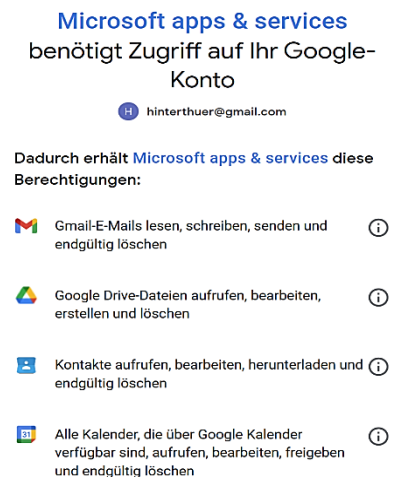 Microsoft apps & services
benötigt Zugriff auf Ihr Google-
Konto
H hinterthuer@gmail.com
Dadurch erhält Microsoft apps & services diese
Berechtigungen:
Gmail-E-Mails lesen, schreiben, senden und
endgültig löschen
Google Drive-Dateien aufrufen, bearbeiten,
erstellen und löschen
Kontakte aufrufen, bearbeiten, herunterladen und
endgültig löschen
31 Alle Kalender, die über Google Kalender
verfügbar sind, aufrufen, bearbeiten, freigeben
und endgültig löschen